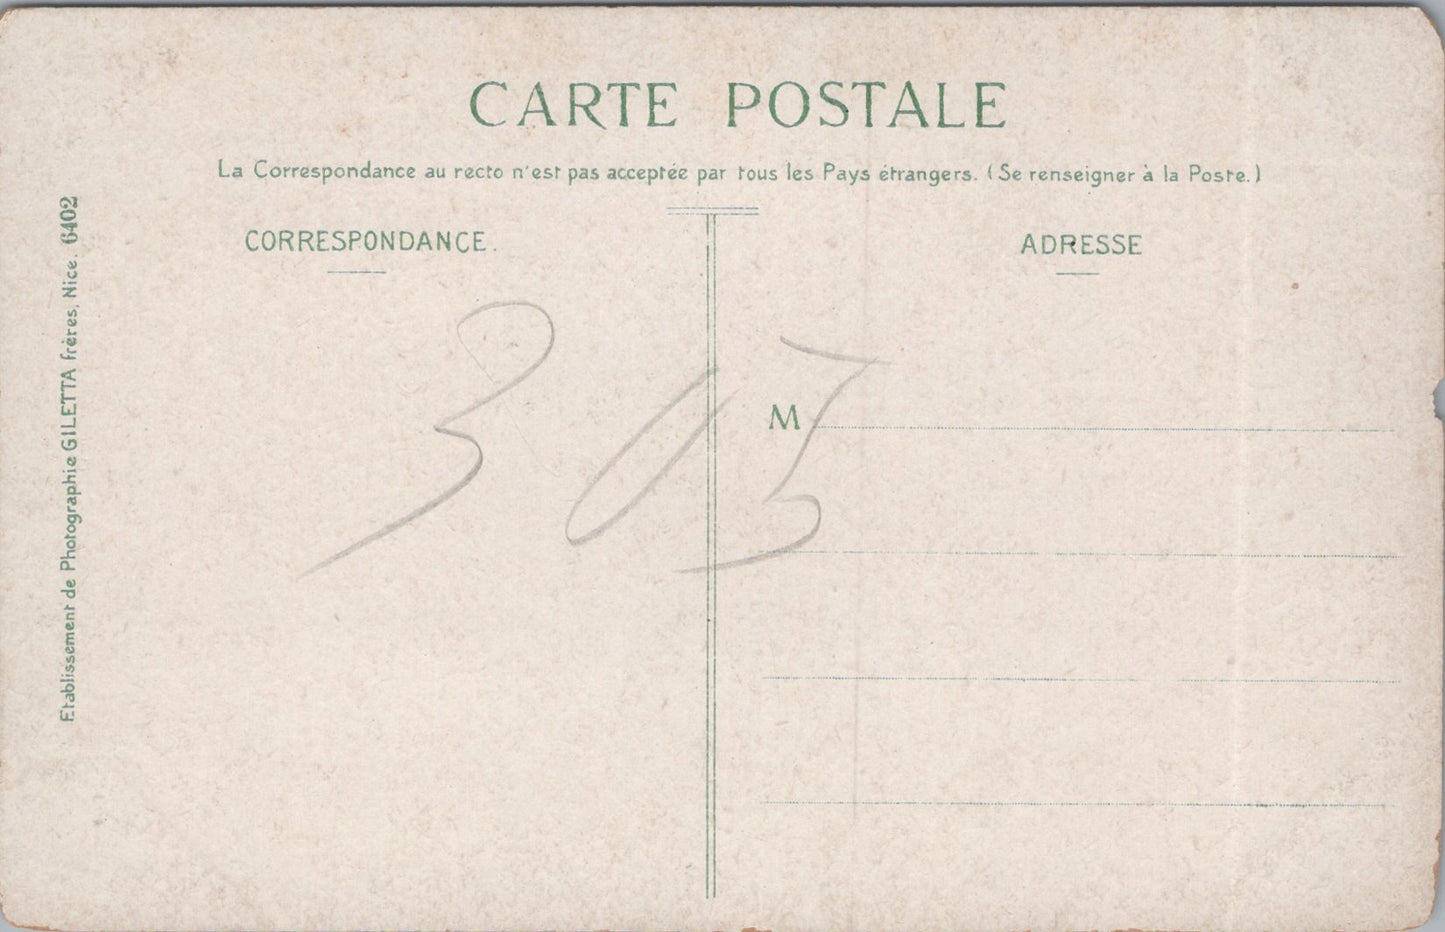 CARTE POSTALE
La Correspondance au recto n'est pas acceptée par tous les Pays étrangers. (Se renseigner à la Poste.)
CORRESPONDANCE.
ADRESSE
M
303
Etablissement de Photographie GILETTA frères, Nice. 6402